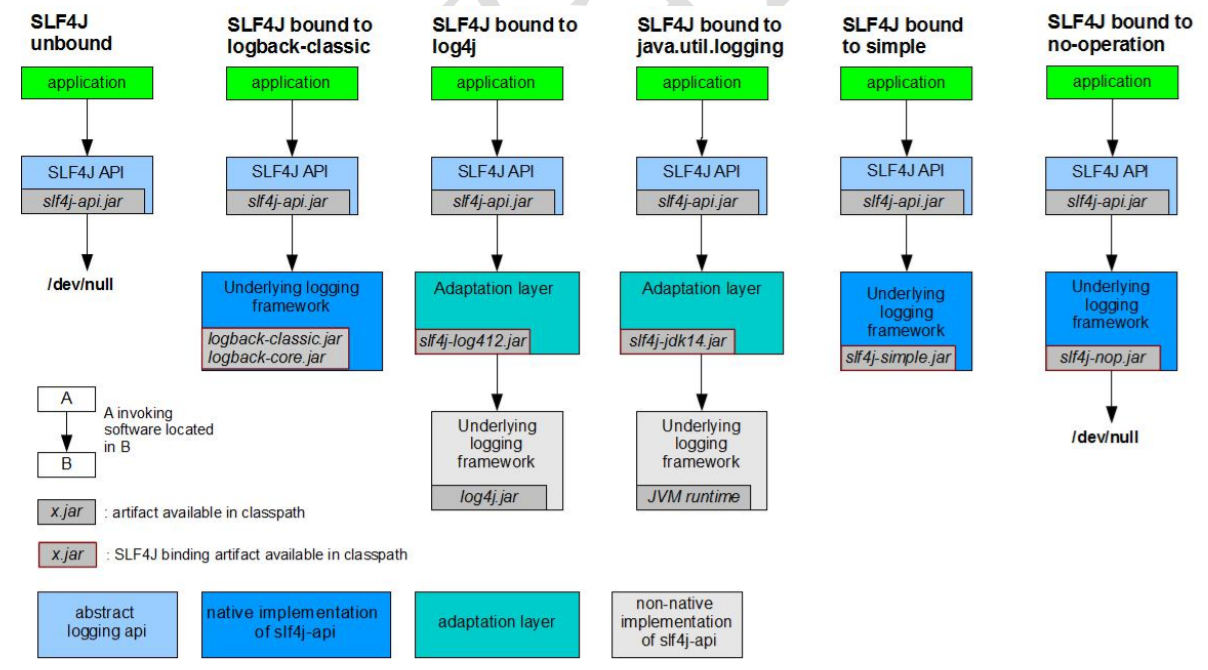 SLF4J
unbound
application
SLF4J API
slf4j-api.jar
/dev/null
SLF4J bound to
logback-classic
application
SLF4J API
slf4j-api.jar
Underlying logging
framework
logback-classic.jar
logback-core.jar
SLF4J bound to
log4j
application
SLF4J API
slf4j-api.jar
Adaptation layer
slf4j-log412.jar
Underlying
logging
framework
log4j.jar
SLF4J bound to
java.util.logging
application
SLF4J API
slf4j-api.jar
Adaptation layer
slf4j-jdk14.jar
Underlying
logging
framework
JVM runtime
SLF4J bound
to simple
application
SLF4J API
slf4j-api.jar
Underlying
logging
framework
slf4j-simple.jar
SLF4J bound to
no-operation
application
SLF4J API
slf4j-api.jar
Underlying
logging
framework
slf4j-nop.jar
/dev/null
A
B
A invoking
software located
in B
x.jar : artifact available in classpath
x.jar : SLF4J binding artifact available in classpath
abstract
logging api
native implementation
of slf4j-api
adaptation layer
non-native
implementation
of slf4j-api